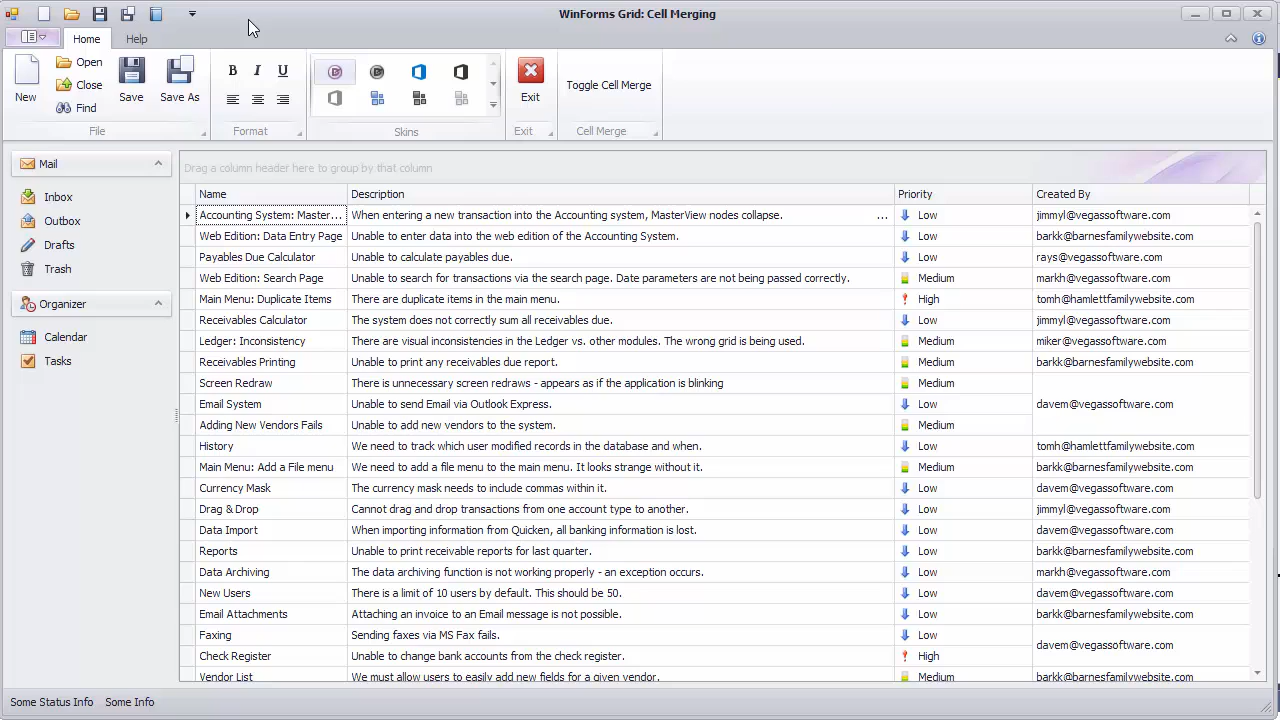 WinForms Grid: Cell Merging
Home Help
New Open Close Find Save Save As
B I U
Exit
Toggle Cell Merge
File Format Skins Exit Cell Merge
Mail
Inbox
Outbox
Drafts
Trash
Organizer
Calendar
Tasks
Drag a column header here to group by that column
Name Description Priority Created By
Accounting System: Master... When entering a new transaction into the Accounting system, MasterView nodes collapse. ... Low jimmyl@vegassoftware.com
Web Edition: Data Entry Page Unable to enter data into the web edition of the Accounting System. Low barkk@barnesfamilywebsite.com
Payables Due Calculator Unable to calculate payables due. Low rays@vegassoftware.com
Web Edition: Search Page Unable to search for transactions via the search page. Date parameters are not being passed correctly. Medium markh@vegassoftware.com
Main Menu: Duplicate Items There are duplicate items in the main menu. High tomh@hamlettfamilywebsite.com
Receivables Calculator The system does not correctly sum all receivables due. Low jimmyl@vegassoftware.com
Ledger: Inconsistency There are visual inconsistencies in the Ledger vs. other modules. The wrong grid is being used. Medium miker@vegassoftware.com
Receivables Printing Unable to print any receivables due report. Medium barkk@barnesfamilywebsite.com
Screen Redraw There is unnecessary screen redraws - appears as if the application is blinking Medium
Email System Unable to send Email via Outlook Express. Low davem@vegassoftware.com
Adding New Vendors Fails Unable to add new vendors to the system. Medium
History We need to track which user modified records in the database and when. Low tomh@hamlettfamilywebsite.com
Main Menu: Add a File menu We need to add a file menu to the main menu. It looks strange without it. Medium barkk@barnesfamilywebsite.com
Currency Mask The currency mask needs to include commas within it. Low davem@vegassoftware.com
Drag & Drop Cannot drag and drop transactions from one account type to another. Low jimmyl@vegassoftware.com
Data Import When importing information from Quicken, all banking information is lost. Low davem@vegassoftware.com
Reports Unable to print receivable reports for last quarter. Low barkk@barnesfamilywebsite.com
Data Archiving The data archiving function is not working properly - an exception occurs. Low markh@vegassoftware.com
New Users There is a limit of 10 users by default. This should be 50. Low davem@vegassoftware.com
Email Attachments Attaching an invoice to an Email message is not possible. Low barkk@barnesfamilywebsite.com
Faxing Sending faxes via MS Fax fails. Low
davem@vegassoftware.com
Check Register Unable to change bank accounts from the check register. High
Vendor List We must allow users to easily add new fields for a given vendor. Medium barkk@barnesfamilywebsite.com
Some Status Info Some Info